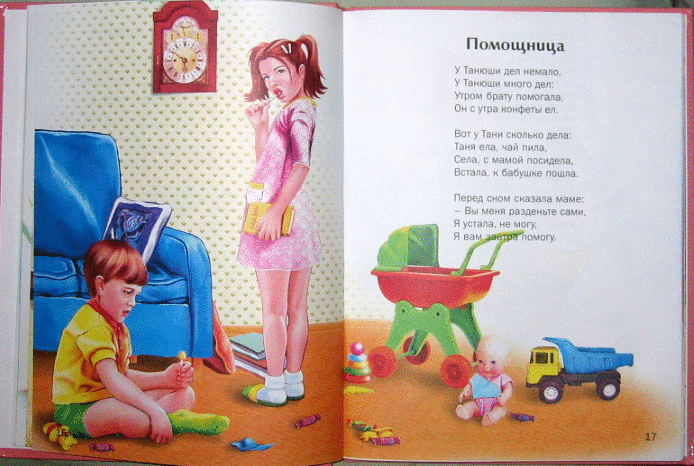 Помощница
У Танюши дел немало,
У Танюши много дел:
Утром брату помогала,
Он с утра конфеты ел.
Вот у Тани сколько дела:
Таня ела, чай пила,
Села, с мамой посидела,
Встала, к бабушке пошла.
Перед сном сказала маме:
– Вы меня разденьте сами,
Я устала, не могу,
Я вам завтра помогу.
16
17